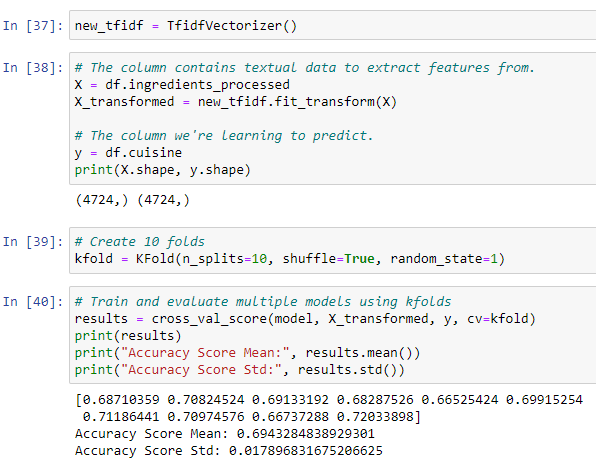 In [37]: new_tfidf = TfidfVectorizer()
In [38]: # The column contains textual data to extract features from.
X = df.ingredients_processed
X_transformed = new_tfidf.fit_transform(X)
# The column we're learning to predict.
y = df.cuisine
print(X.shape, y.shape)
(4724,) (4724,)
In [39]: # Create 10 folds
kfold = KFold(n_splits=10, shuffle=True, random_state=1)
In [40]: # Train and evaluate multiple models using kfolds
results = cross_val_score(model, X_transformed, y, cv=kfold)
print(results)
print("Accuracy Score Mean:", results.mean())
print("Accuracy Score Std:", results.std())
[0.68710359 0.70824524 0.69133192 0.68287526 0.66525424 0.69915254
0.71186441 0.70974576 0.66737288 0.72033898]
Accuracy Score Mean: 0.6943284838929301
Accuracy Score Std: 0.017896831675206625